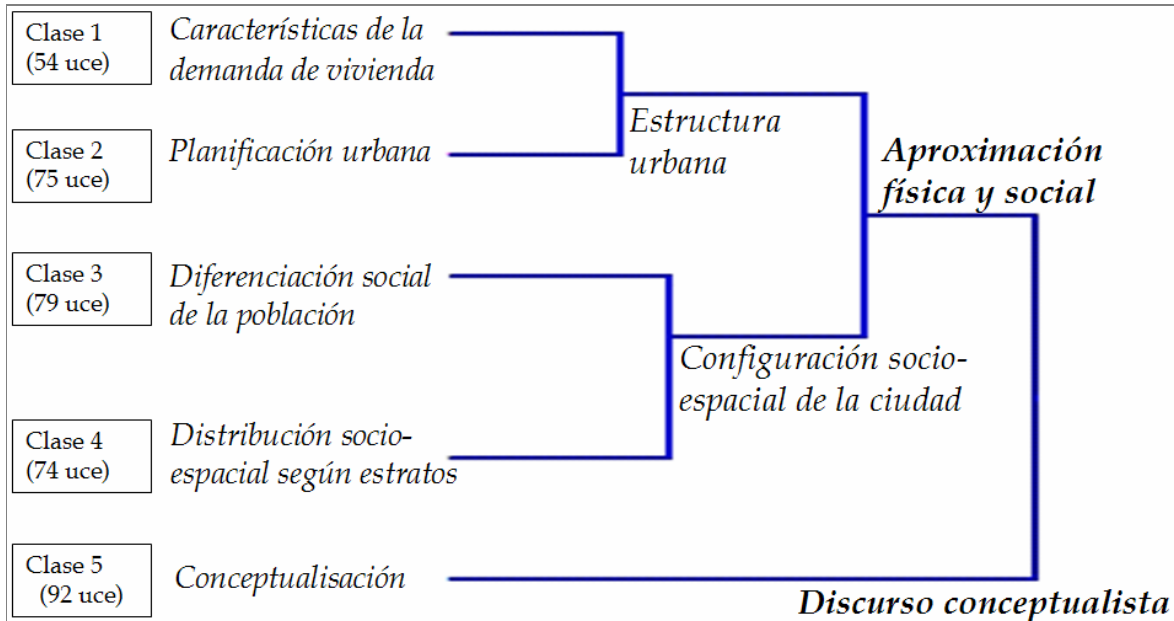 Clase 1
(54 uce)
Características de la
demanda de vivienda
Clase 2
(75 uce)
Planificación urbana
Estructura
urbana
Aproximación
física y social
Clase 3
(79 uce)
Diferenciación social
de la población
Configuración socio-
espacial de la ciudad
Clase 4
(74 uce)
Distribución socio-
espacial según estratos
Clase 5
(92 uce)
Conceptualisación
Discurso conceptualista